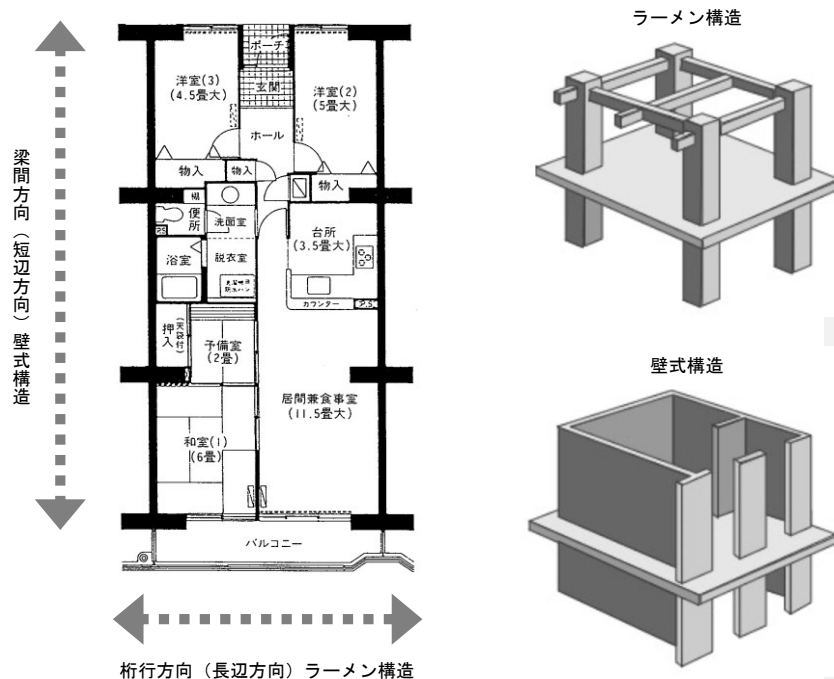 梁間方向（短辺方向）壁式構造
ポーチ
玄関
洋室(3)
(4.5畳大)
洋室(2)
(5畳大)
ホール
物入
物入
物入
棚
便所
P.S
洗面室
台所
(3.5畳大)
浴室
脱衣室
カウンター
P.S
押入
(天袋付)
予備室
(2畳)
居間兼食事室
(11.5畳大)
和室(1)
(6畳)
バルコニー
桁行方向（長辺方向）ラーメン構造
ラーメン構造
壁式構造